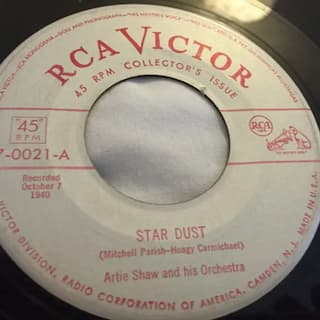 RCA VICTOR
45 RPM COLLECTOR'S ISSUE
"45"
RPM
7-0021-A
RCA
Recorded
October 7
1940
STAR DUST
(Mitchell Parish-Hoagy Carmichael)
Artie Shaw and his Orchestra
VICTOR DIVISION, RADIO CORPORATION OF AMERICA, CAMDEN, N.J. MADE IN U.S.A.